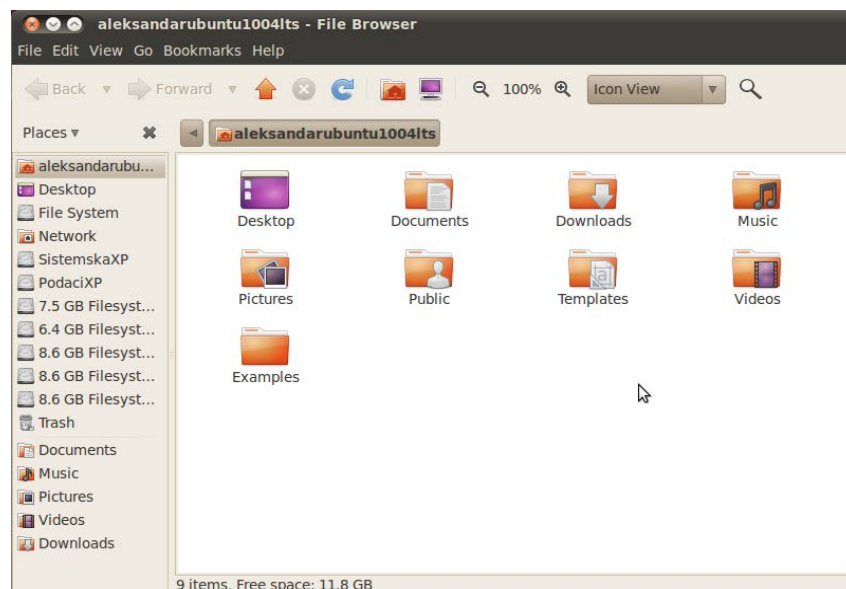 aleksandarubuntu1004lts - File Browser
File Edit View Go Bookmarks Help
Back Forward 100% Icon View
Places aleksandarubuntu1004lts
aleksandarubu...
Desktop
File System
Network
SistemskaXP
PodaciXP
7.5 GB Filesyst...
6.4 GB Filesyst...
8.6 GB Filesyst...
8.6 GB Filesyst...
8.6 GB Filesyst...
Trash
Documents
Music
Pictures
Videos
Downloads
Desktop Documents Downloads Music
Pictures Public Templates Videos
Examples
9 items, Free space: 11.8 GB